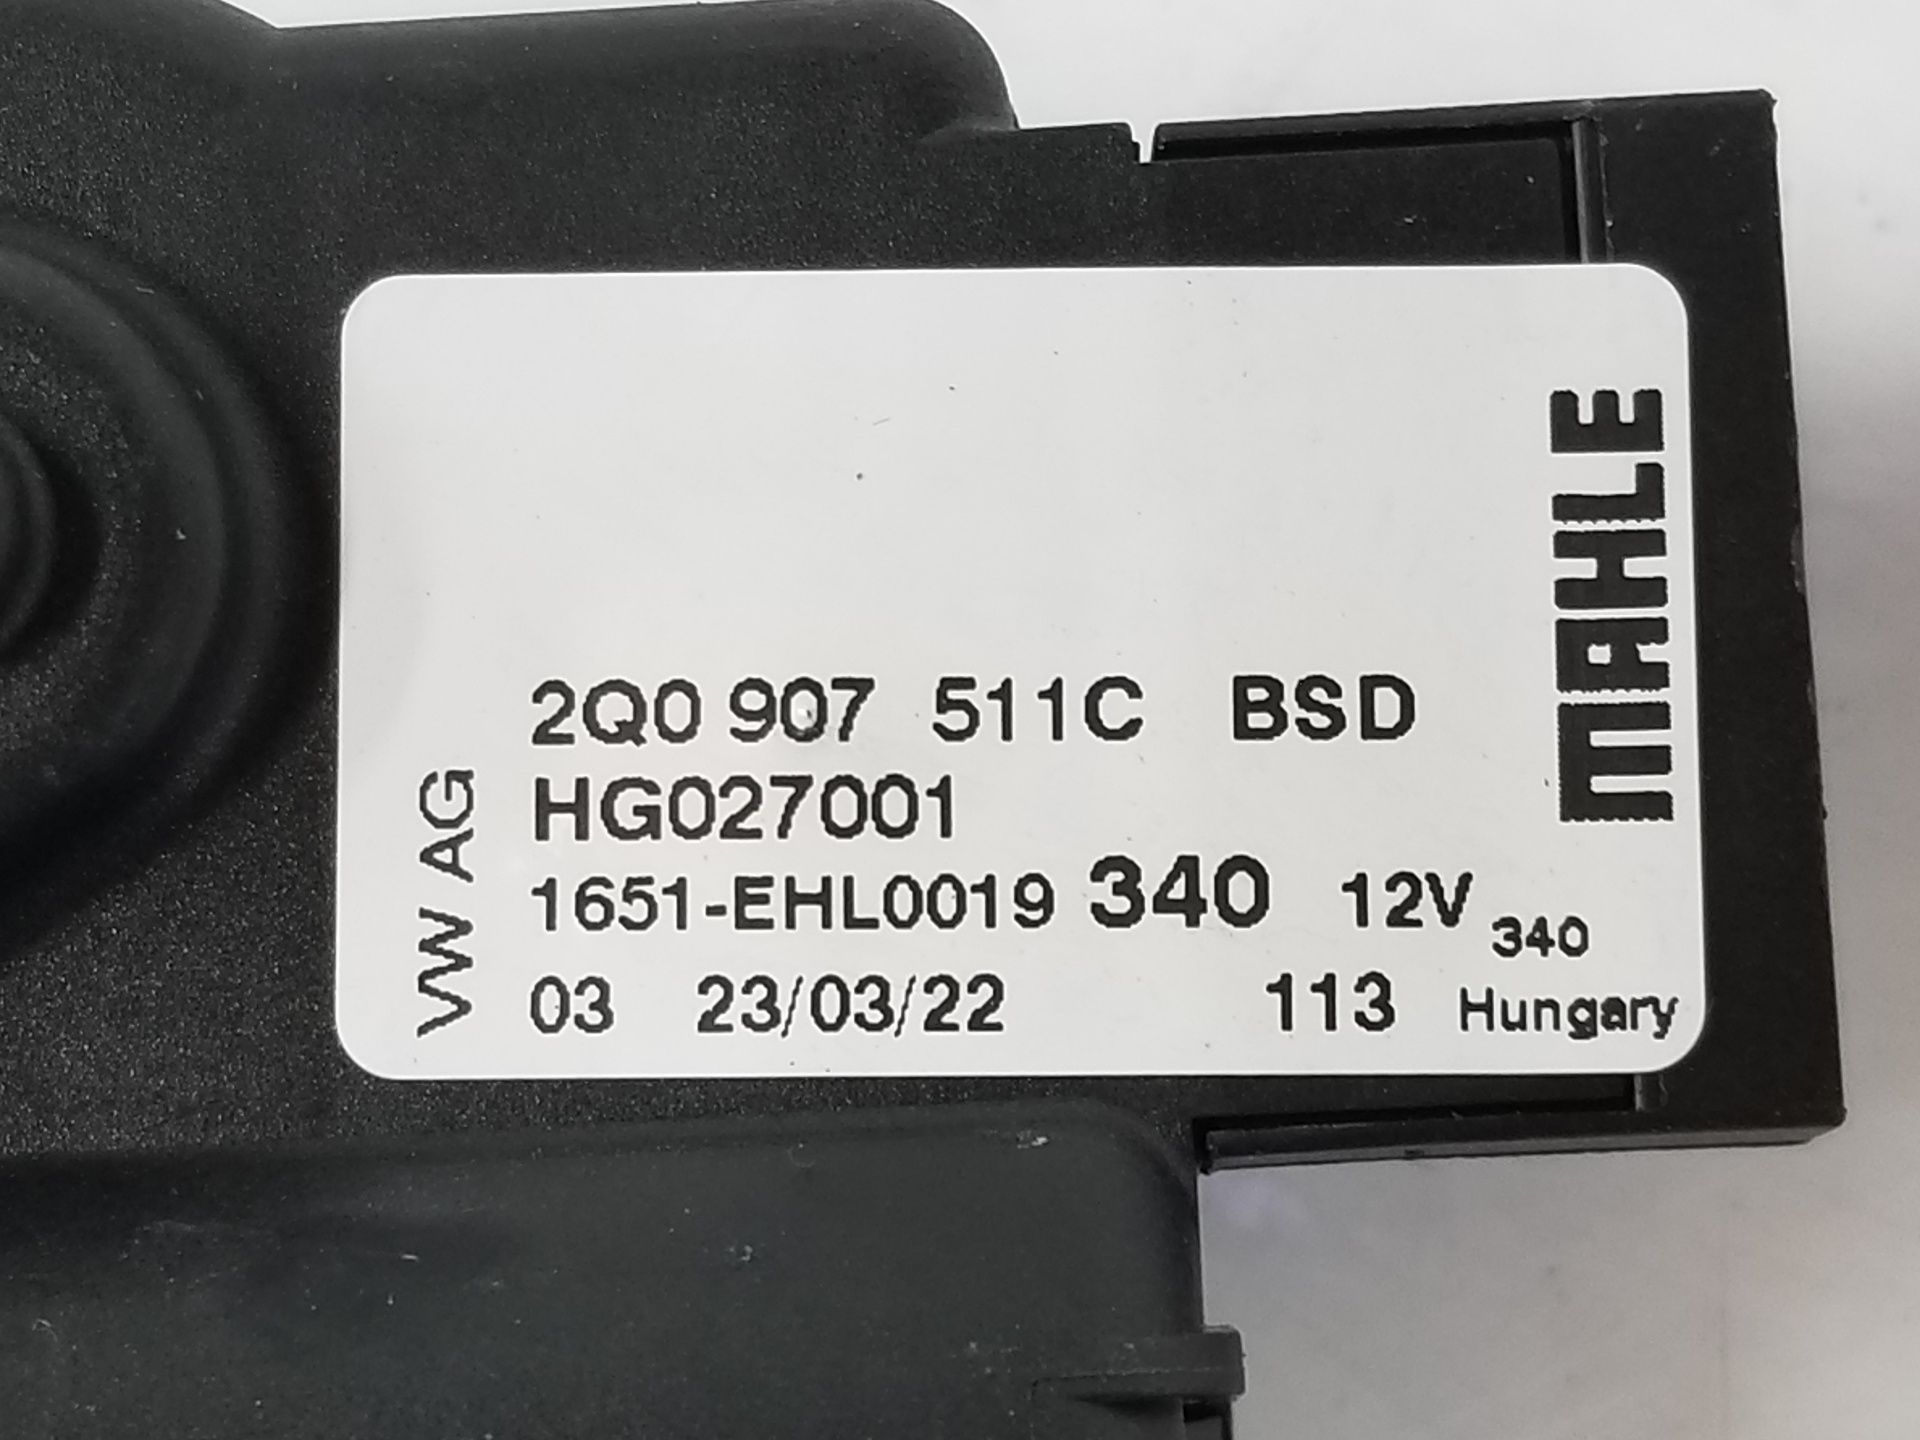 2Q0 907 511C BSD
HG027001
1651-EHL0019 340 12V 340
03 23/03/22 113 Hungary
VW AG
MAHLE